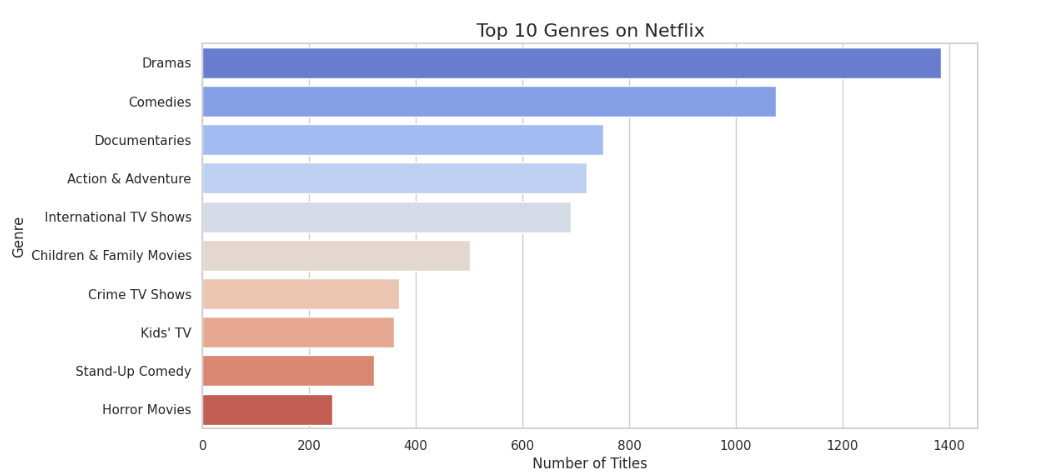 Top 10 Genres on Netflix
Genre
Dramas
Comedies
Documentaries
Action & Adventure
International TV Shows
Children & Family Movies
Crime TV Shows
Kids' TV
Stand-Up Comedy
Horror Movies
0 200 400 600 800 1000 1200 1400
Number of Titles